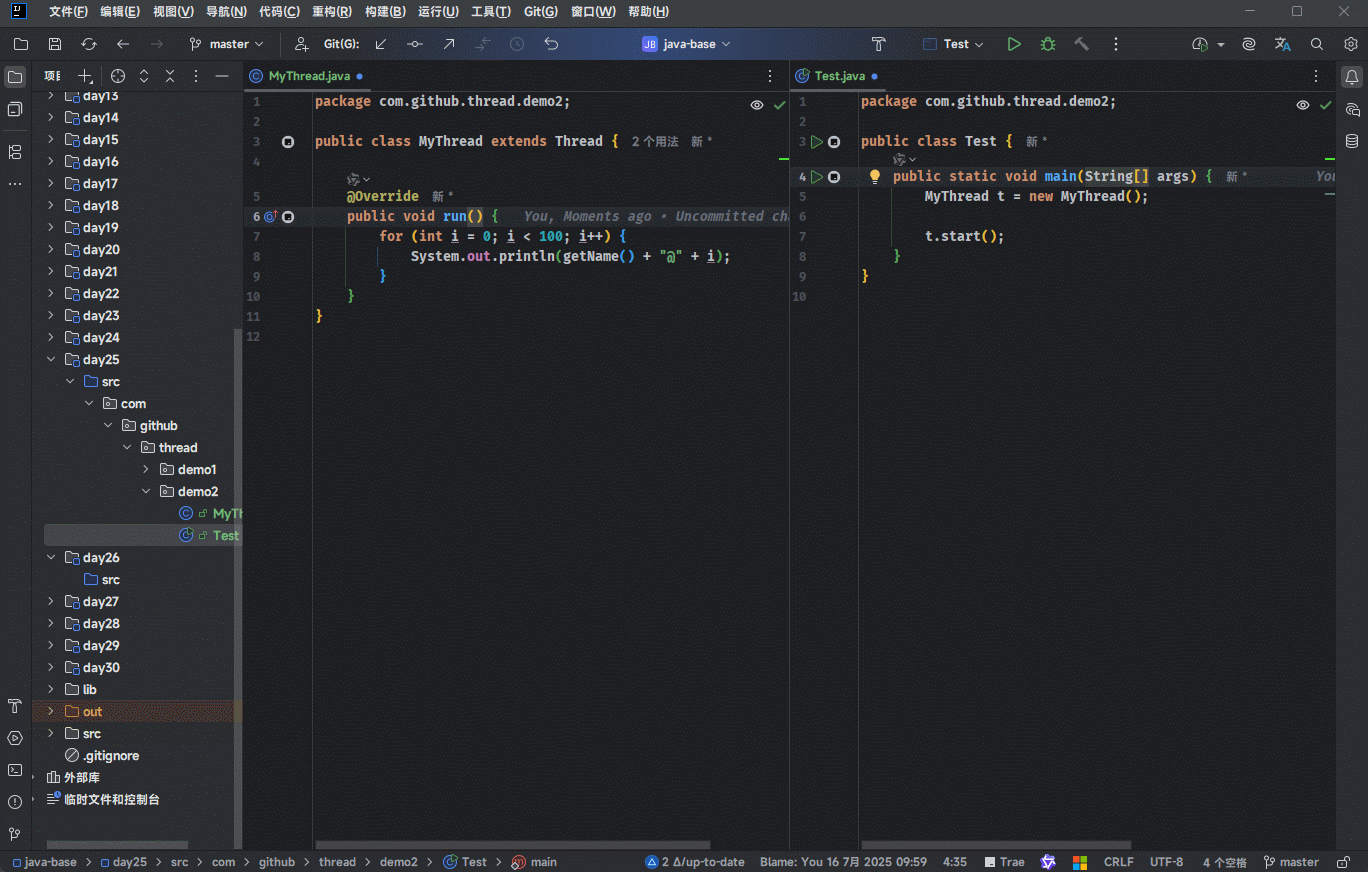 文件(F) 编辑(E) 视图(V) 导航(N) 代码(C) 重构(R) 构建(B) 运行(U) 工具(T) Git(G) 窗口(W) 帮助(H)
master Git(G): JB java-base Test
项目
day13
day14
day15
day16
day17
day18
day19
day20
day21
day22
day23
day24
day25
src
com
github
thread
demo1
demo2
MyTh
Test
day26
src
day27
day28
day29
day30
lib
out
src
.gitignore
外部库
临时文件和控制台
MyThread.java
1 package com.github.thread.demo2;
2
3 public class MyThread extends Thread { 2 个用法 新 *
4
5 @Override 新 *
6 public void run() { You, Moments ago • Uncommitted cha
7 for (int i = 0; i < 100; i++) {
8 System.out.println(getName() + "@" + i);
9 }
10 }
11 }
12
Test.java
1 package com.github.thread.demo2;
2
3 public class Test { 新 *
4 public static void main(String[] args) { 新 * You
5 MyThread t = new MyThread();
6
7 t.start();
8 }
9 }
10
java-base > day25 > src > com > github > thread > demo2 > Test > main 2 Δ/up-to-date Blame: You 16 7月 2025 09:59 4:35 Trae CRLF UTF-8 4 个空格 master